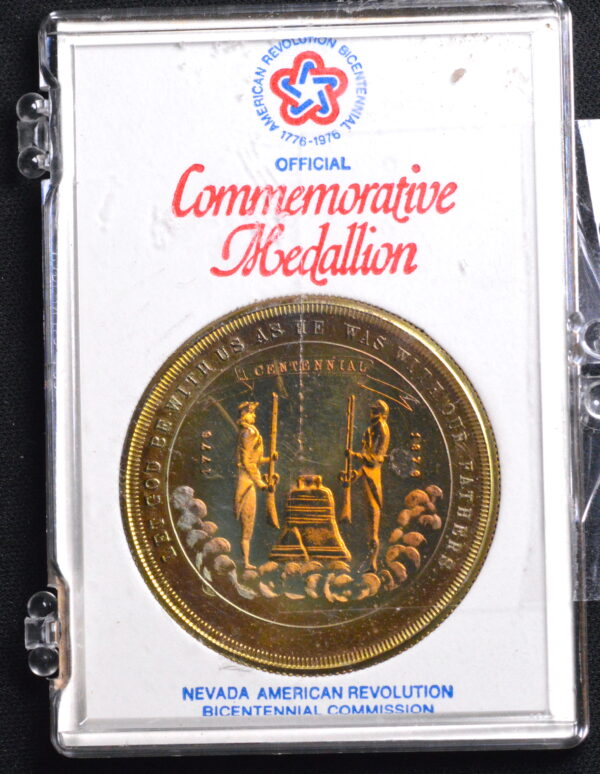 AMERICAN REVOLUTION BICENTENNIAL
1776-1976
OFFICIAL
Commemorative
Medallion
LET GOD BE WITH US AS HE WAS WITH OUR FATHERS
CENTENNIAL
1776
1876
NEVADA AMERICAN REVOLUTION
BICENTENNIAL COMMISSION